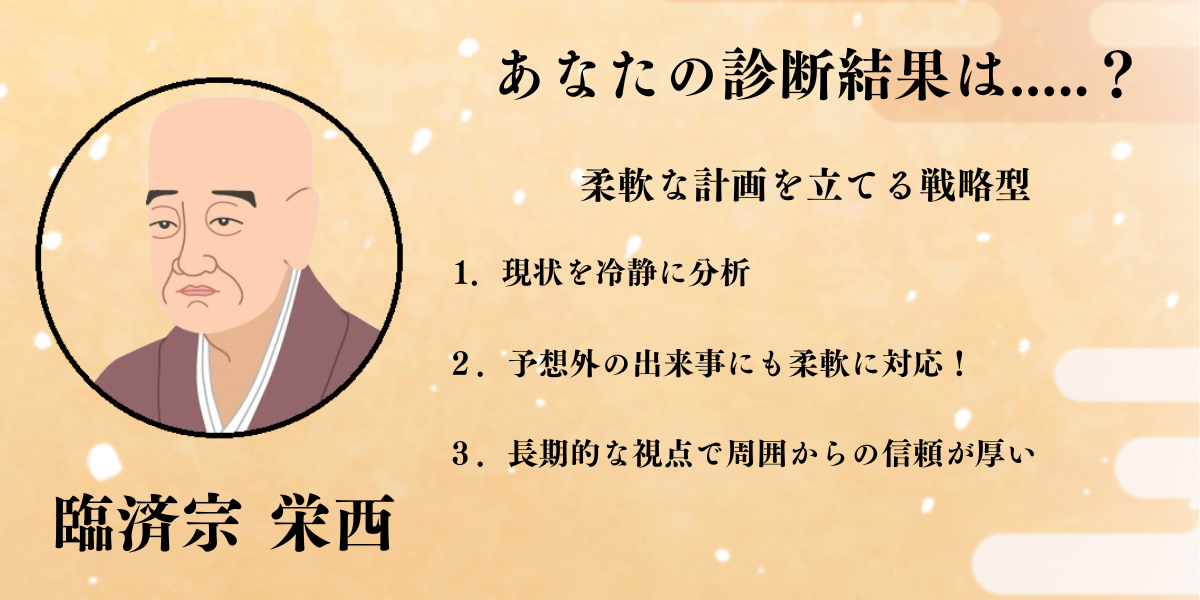 あなたの診断結果は.....？
柔軟な計画を立てる戦略型
1．現状を冷静に分析
2．予想外の出来事にも柔軟に対応！
3．長期的な視点で周囲からの信頼が厚い
臨済宗 栄西